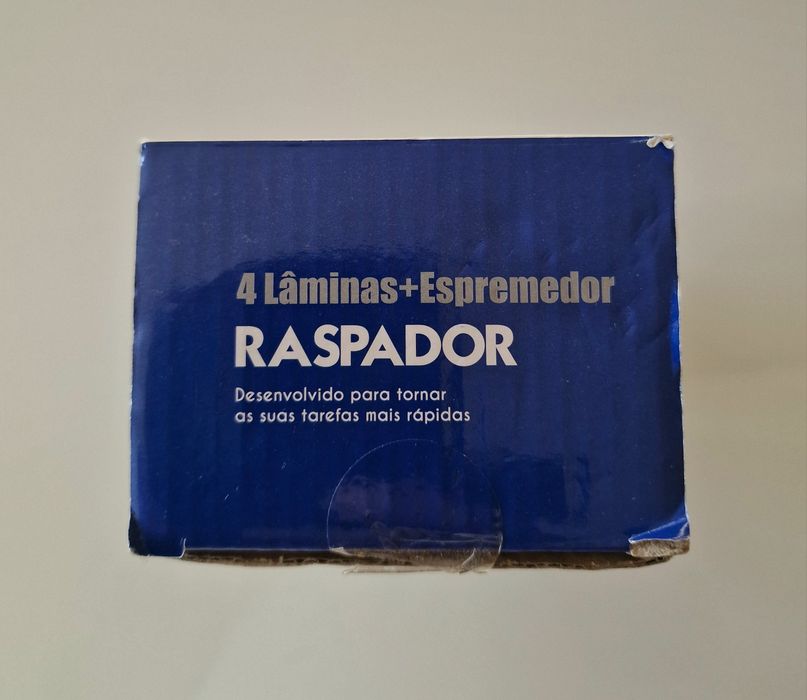 4 Lâminas+Espremedor
RASPADOR
Desenvolvido para tornar
as suas tarefas mais rápidas